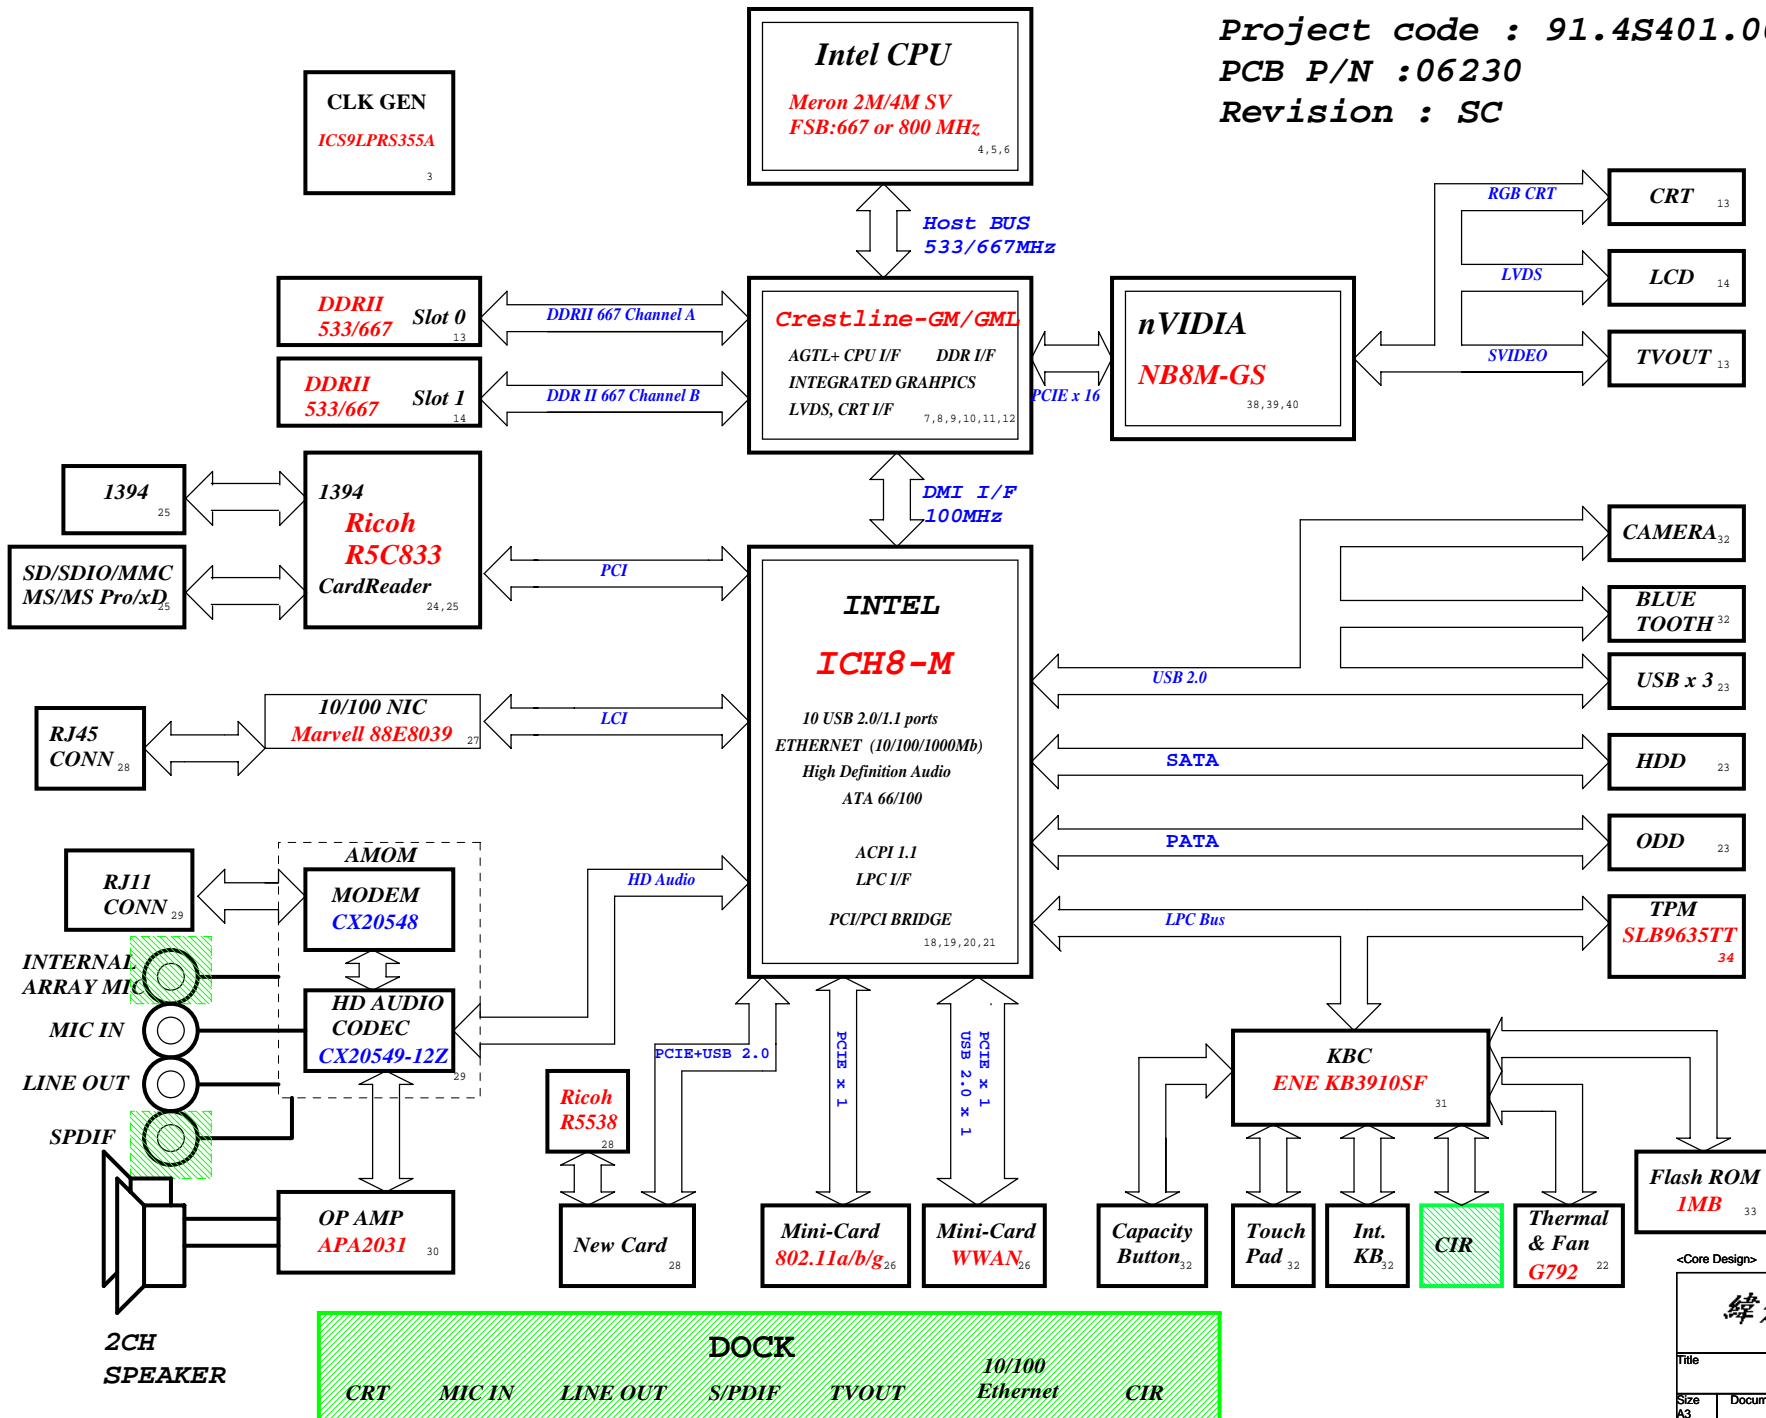 Project code : 91.4S401.00
PCB P/N :06230
Revision : SC
CLK GEN
ICS9LPRS355A
3
Intel CPU
Meron 2M/4M SV
FSB:667 or 800 MHz
4,5,6
Host BUS
533/667MHz
DDRII
533/667
Slot 0
13
DDRII 667 Channel A
DDRII
533/667
Slot 1
14
DDR II 667 Channel B
Crestline-GM/GML
AGTL+ CPU I/F DDR I/F
INTEGRATED GRAHPICS
LVDS, CRT I/F
7,8,9,10,11,12
PCIE x 16
nVIDIA
NB8M-GS
38,39,40
RGB CRT
CRT 13
LVDS
LCD 14
SVIDEO
TVOUT 13
DMI I/F
100MHz
1394
25
SD/SDIO/MMC
MS/MS Pro/xD
25
1394
Ricoh
R5C833
CardReader
24,25
PCI
INTEL
ICH8-M
10 USB 2.0/1.1 ports
ETHERNET (10/100/1000Mb)
High Definition Audio
ATA 66/100
ACPI 1.1
LPC I/F
PCI/PCI BRIDGE
18,19,20,21
CAMERA 32
BLUE
TOOTH 32
USB 2.0
USB x 3 23
SATA
HDD 23
PATA
ODD 23
LPC Bus
TPM
SLB9635TT
34
RJ45
CONN 28
10/100 NIC
Marvell 88E8039 27
LCI
AMOM
RJ11
CONN 29
MODEM
CX20548
HD Audio
INTERNAL
ARRAY MIC
MIC IN
LINE OUT
SPDIF
HD AUDIO
CODEC
CX20549-12Z
29
OP AMP
APA2031 30
2CH
SPEAKER
PCIE+USB 2.0
PCIE x 1
PCIE x 1
USB 2.0 x 1
Ricoh
R5538
28
New Card
28
Mini-Card
802.11a/b/g 26
Mini-Card
WWAN 26
KBC
ENE KB3910SF
31
Capacity
Button 32
Touch
Pad 32
Int.
KB 32
CIR
Thermal
& Fan
G792 22
Flash ROM
1MB 33
DOCK
CRT MIC IN LINE OUT S/PDIF TVOUT 10/100
Ethernet CIR
<Core Design>
緯
Title
Size
A3
Docum